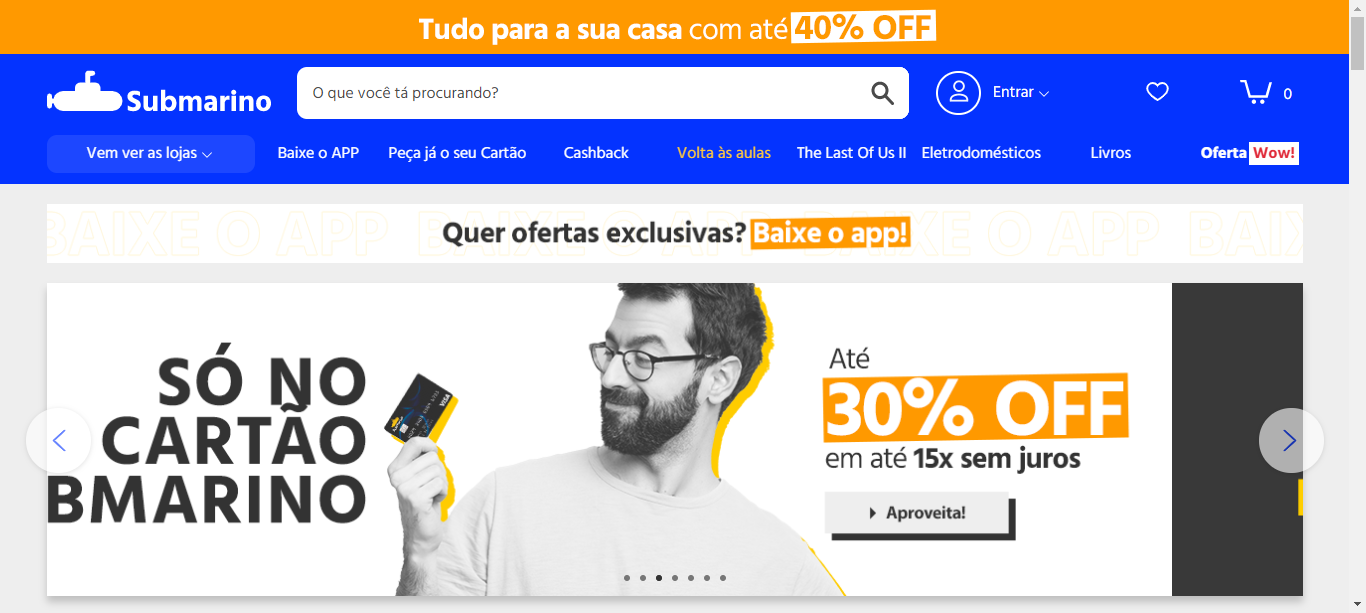 Tudo para a sua casa com até 40% OFF
Submarino
O que você tá procurando?
Entrar
0
Vem ver as lojas
Baixe o APP
Peça já o seu Cartão
Cashback
Volta às aulas
The Last Of Us II
Eletrodomésticos
Livros
Oferta Wow!
BAIXE O APP BAIXE O APP BAIXE O APP BAIX
Quer ofertas exclusivas? Baixe o app!
SÓ NO
CARTÃO
BMARINO
VISA
Até
30% OFF
em até 15x sem juros
Aproveita!